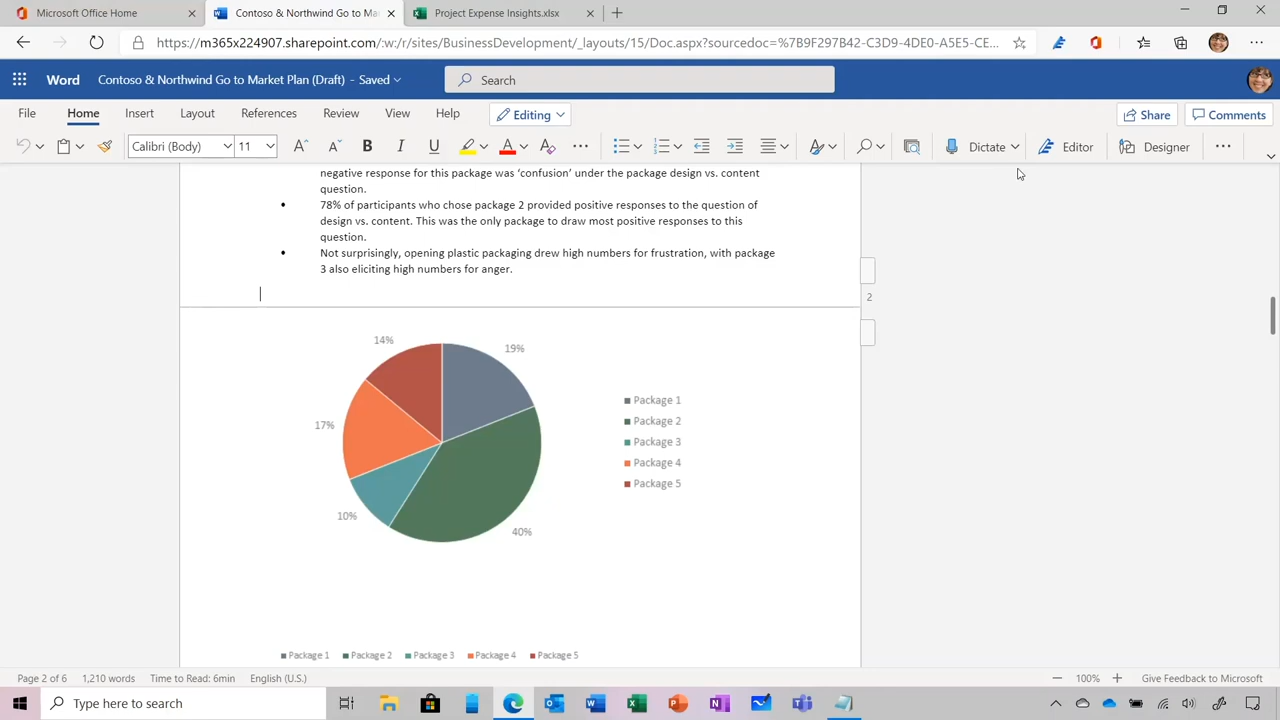 Microsoft Office Home
Contoso & Northwind Go to Mar
Project Expense Insights.xlsx
https://m365x224907.sharepoint.com/:w:/r/sites/BusinessDevelopment/_layouts/15/Doc.aspx?sourcedoc=%7B9F297B42-C3D9-4DE0-A5E5-CE...
Word
Contoso & Northwind Go to Market Plan (Draft) - Saved
Search
File
Home
Insert
Layout
References
Review
View
Help
Editing
Share
Comments
Calibri (Body)
11
Dictate
Editor
Designer
negative response for this package was ‘confusion’ under the package design vs. content
question.
• 78% of participants who chose package 2 provided positive responses to the question of
design vs. content. This was the only package to draw most positive responses to this
question.
• Not surprisingly, opening plastic packaging drew high numbers for frustration, with package
3 also eliciting high numbers for anger.
2
14%
19%
17%
10%
40%
Package 1
Package 2
Package 3
Package 4
Package 5
Package 1 Package 2 Package 3 Package 4 Package 5
Page 2 of 6
1,210 words
Time to Read: 6min
English (U.S.)
100%
Give Feedback to Microsoft
Type here to search